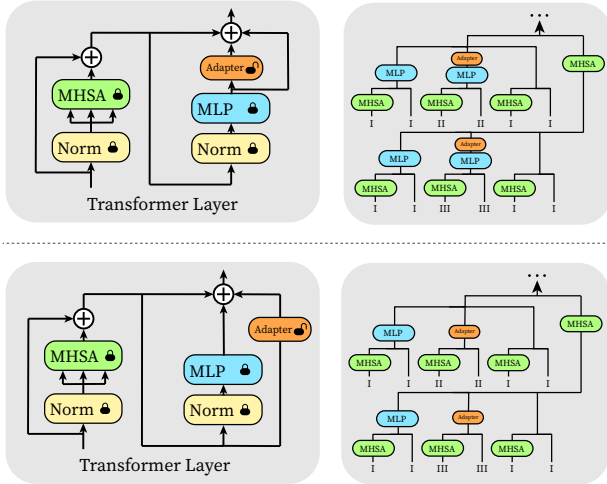 Adapter
MHSA
MLP
Norm
Norm
Transformer Layer
...
MHSA
Adapter
MLP
MLP
MHSA MHSA MHSA
I I II II I I
Adapter
MLP
MLP
MHSA MHSA MHSA
I I III III I I
Adapter
MHSA
MLP
Norm
Norm
Transformer Layer
...
MHSA
MLP Adapter
MHSA MHSA MHSA
I I II II I I
MLP Adapter
MHSA MHSA MHSA
I I III III I I